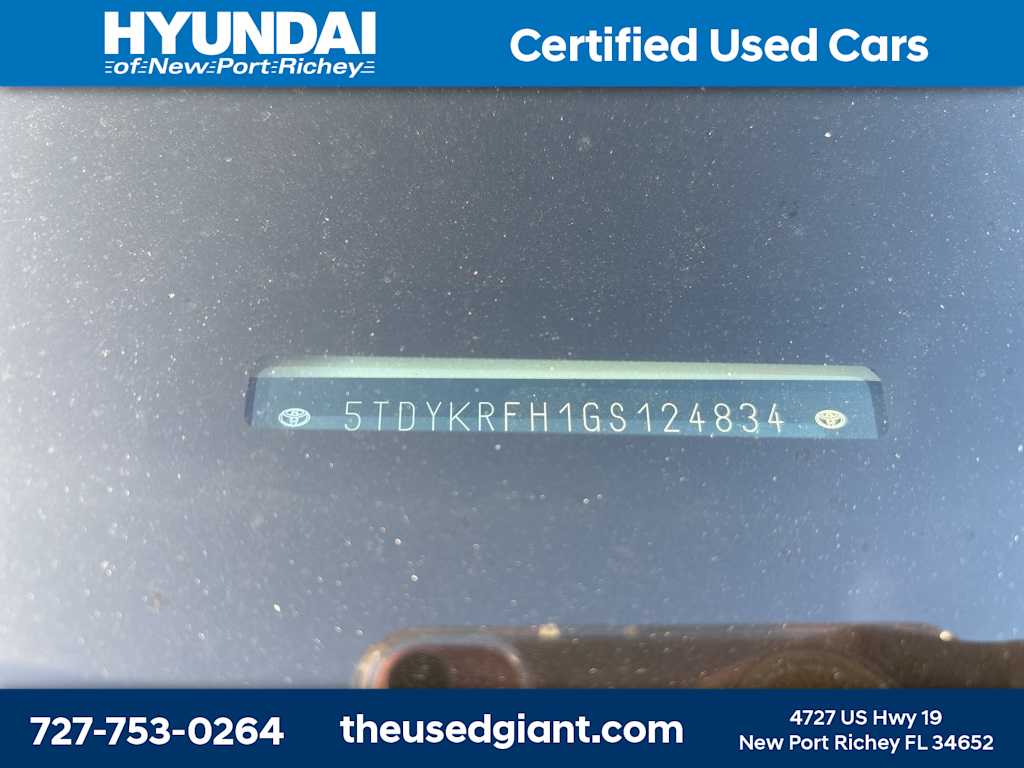 HYUNDAI
of New Port Richey
Certified Used Cars
5TDYKRFH1GS124834
727-753-0264
theusedgiant.com
4727 US Hwy 19
New Port Richey FL 34652